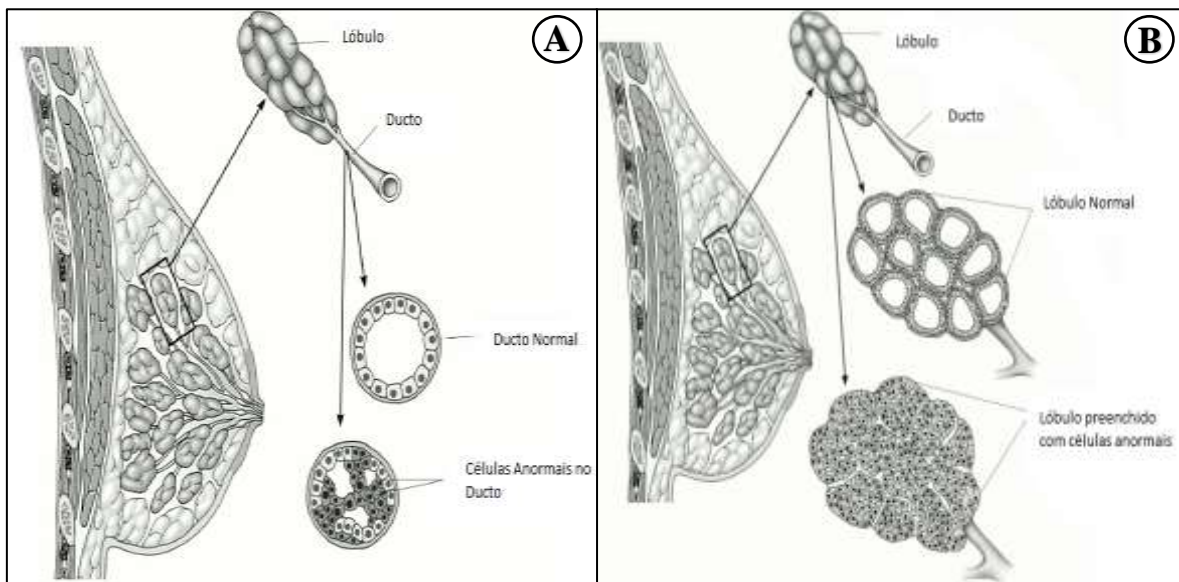 A
Lóbulo
Ducto
Ducto Normal
Células Anormais no
Ducto
B
Lóbulo
Ducto
Lóbulo Normal
Lóbulo preenchido
com células anormais